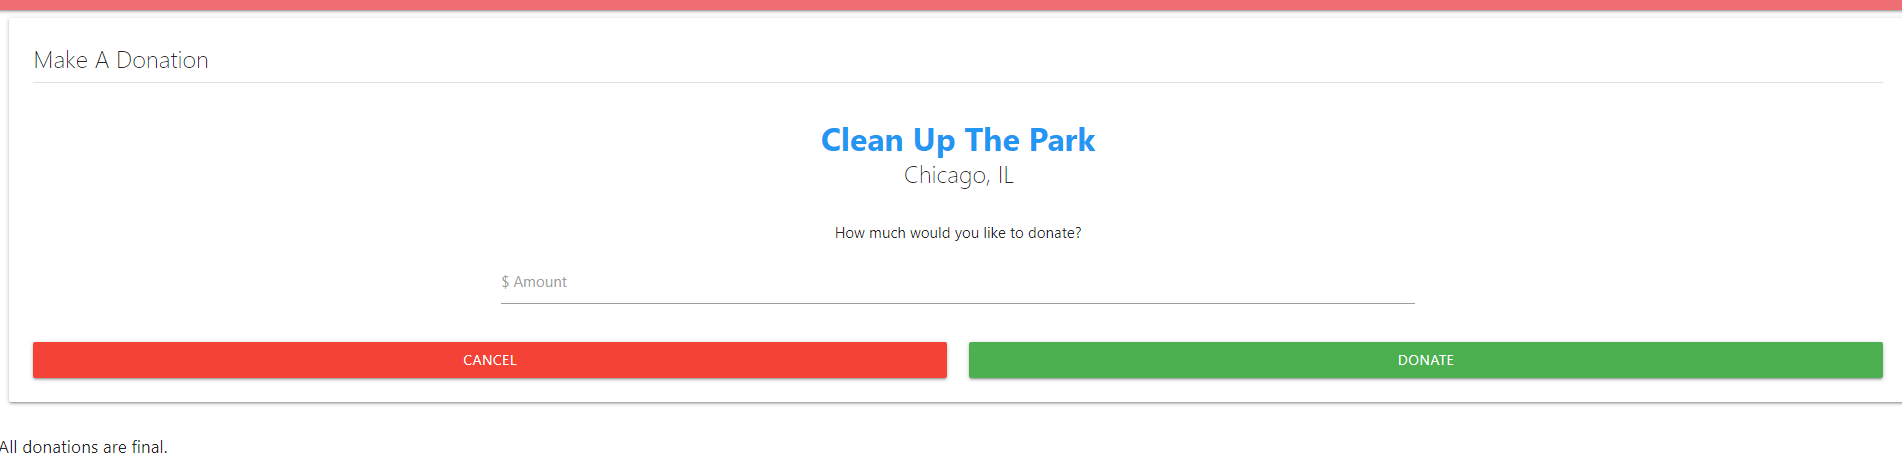 Make A Donation
Clean Up The Park
Chicago, IL
How much would you like to donate?
$ Amount
CANCEL
DONATE
All donations are final.